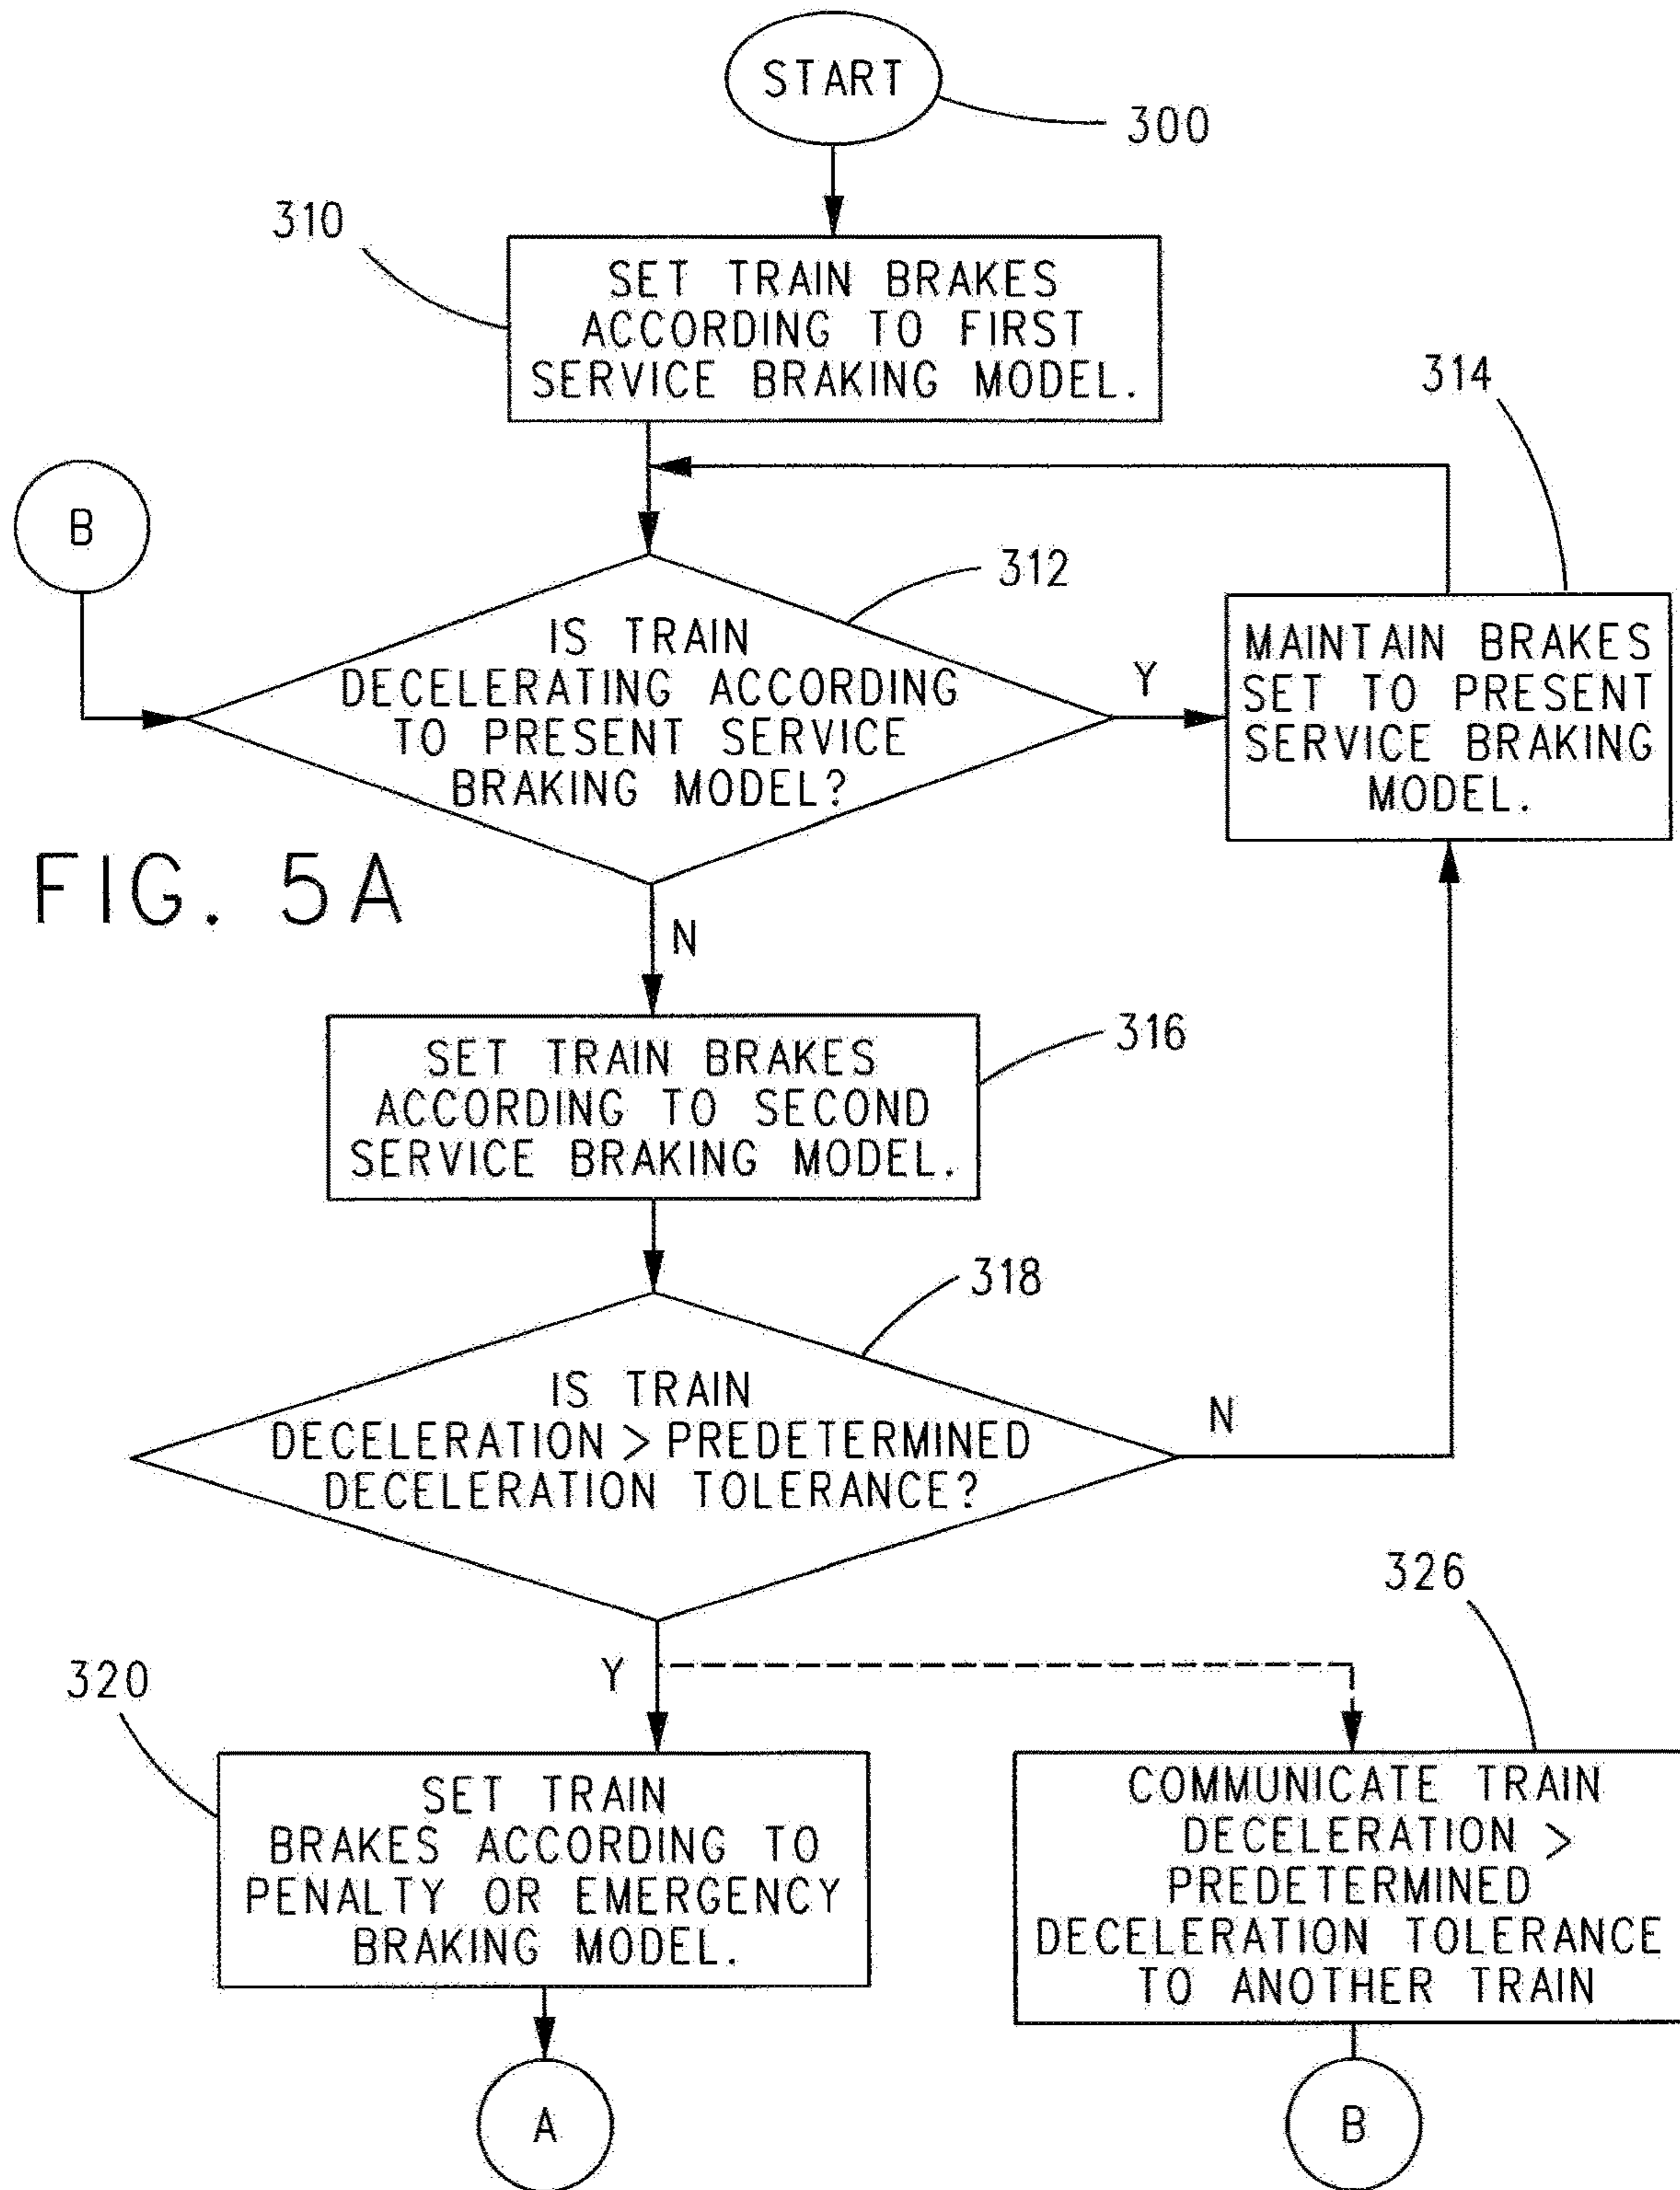 START
300
310
SET TRAIN BRAKES
ACCORDING TO FIRST
SERVICE BRAKING MODEL.
314
B
312
IS TRAIN
DECELERATING ACCORDING
TO PRESENT SERVICE
BRAKING MODEL?
Y
MAINTAIN BRAKES
SET TO PRESENT
SERVICE BRAKING
MODEL.
FIG. 5A
N
316
SET TRAIN BRAKES
ACCORDING TO SECOND
SERVICE BRAKING MODEL.
318
IS TRAIN
DECELERATION > PREDETERMINED
DECELERATION TOLERANCE?
N
326
Y
320
SET TRAIN
BRAKES ACCORDING TO
PENALTY OR EMERGENCY
BRAKING MODEL.
COMMUNICATE TRAIN
DECELERATION >
PREDETERMINED
DECELERATION TOLERANCE
TO ANOTHER TRAIN
A
B